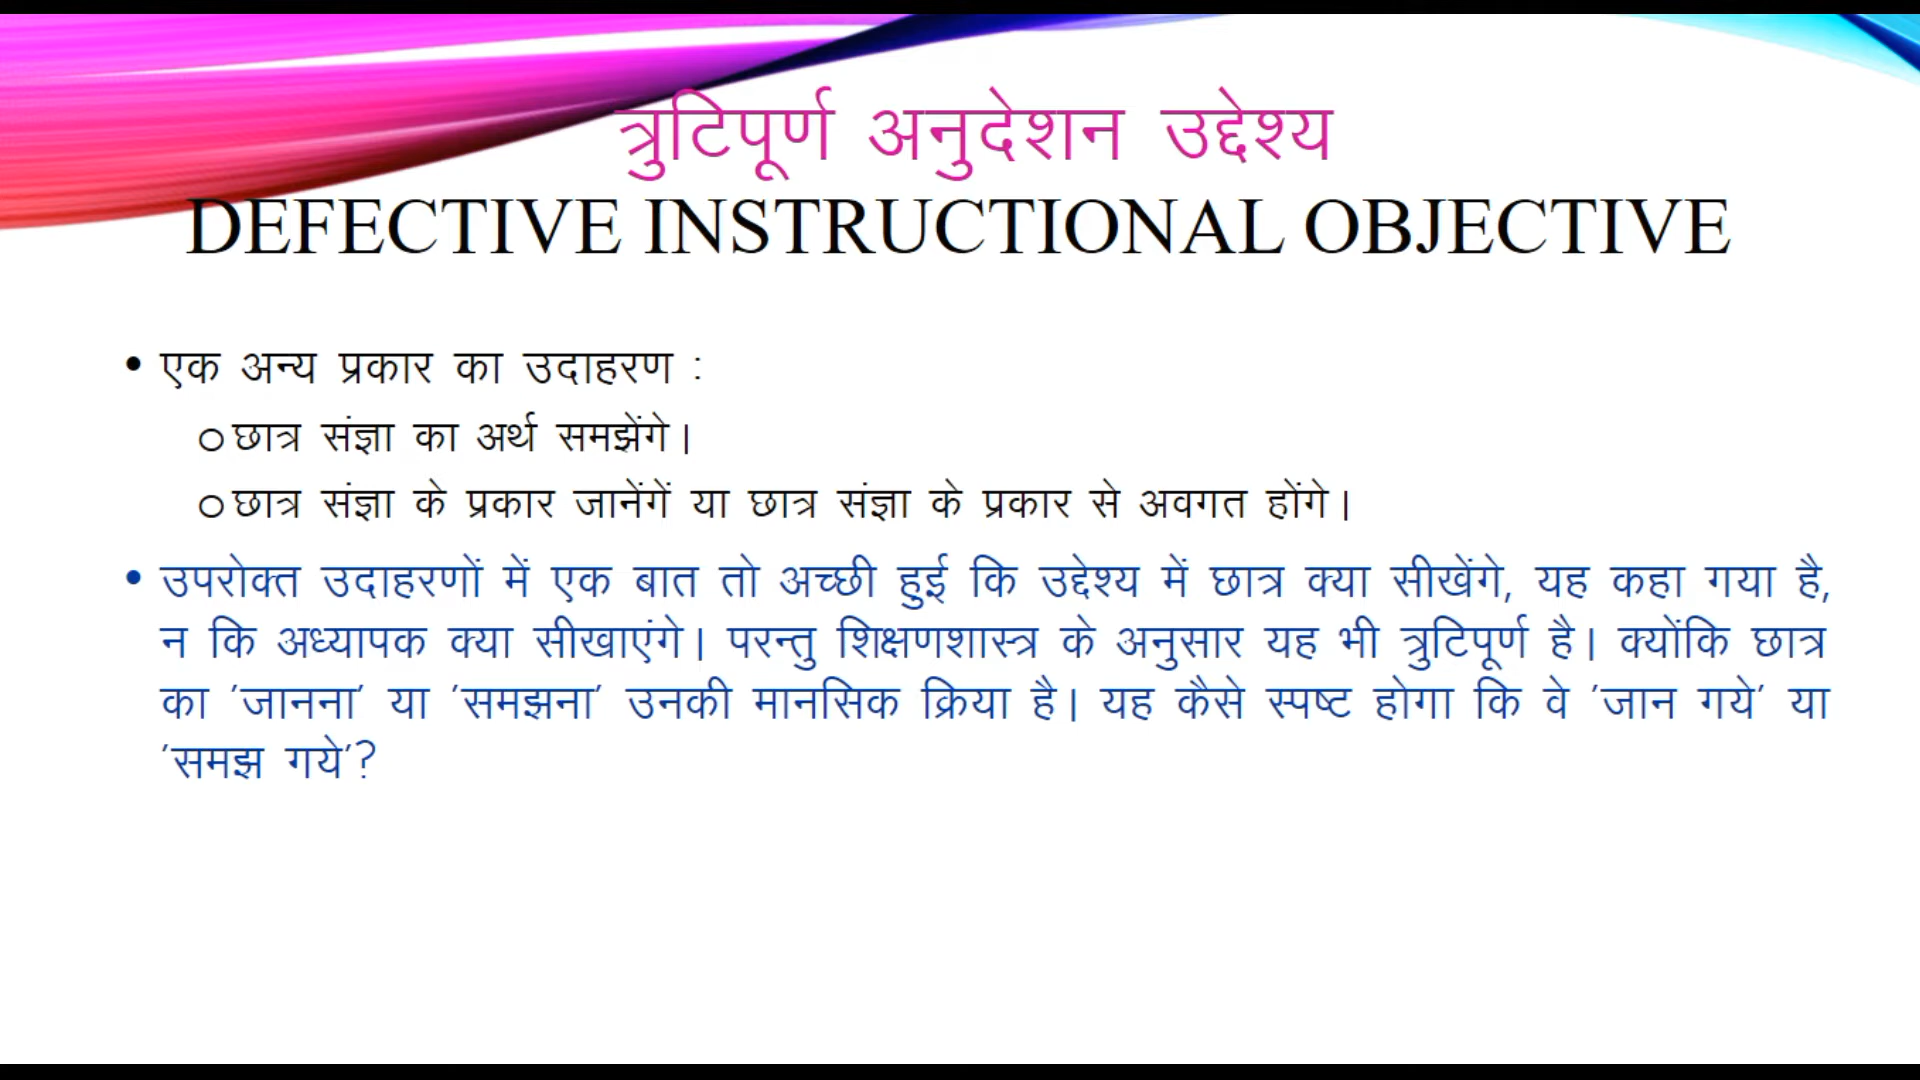 त्रुटिपूर्ण अनुदेशन उद्देश्य
DEFECTIVE INSTRUCTIONAL OBJECTIVE
• एक अन्य प्रकार का उदाहरण :
o छात्र संज्ञा का अर्थ समझेंगे।
o छात्र संज्ञा के प्रकार जानेंगें या छात्र संज्ञा के प्रकार से अवगत होंगे।
• उपरोक्त उदाहरणों में एक बात तो अच्छी हुई कि उद्देश्य में छात्र क्या सीखेंगे, यह कहा गया है,
न कि अध्यापक क्या सीखाएंगे। परन्तु शिक्षणशास्त्र के अनुसार यह भी त्रुटिपूर्ण है। क्योंकि छात्र
का 'जानना' या 'समझना' उनकी मानसिक क्रिया है। यह कैसे स्पष्ट होगा कि वे 'जान गये' या
'समझ गये'?